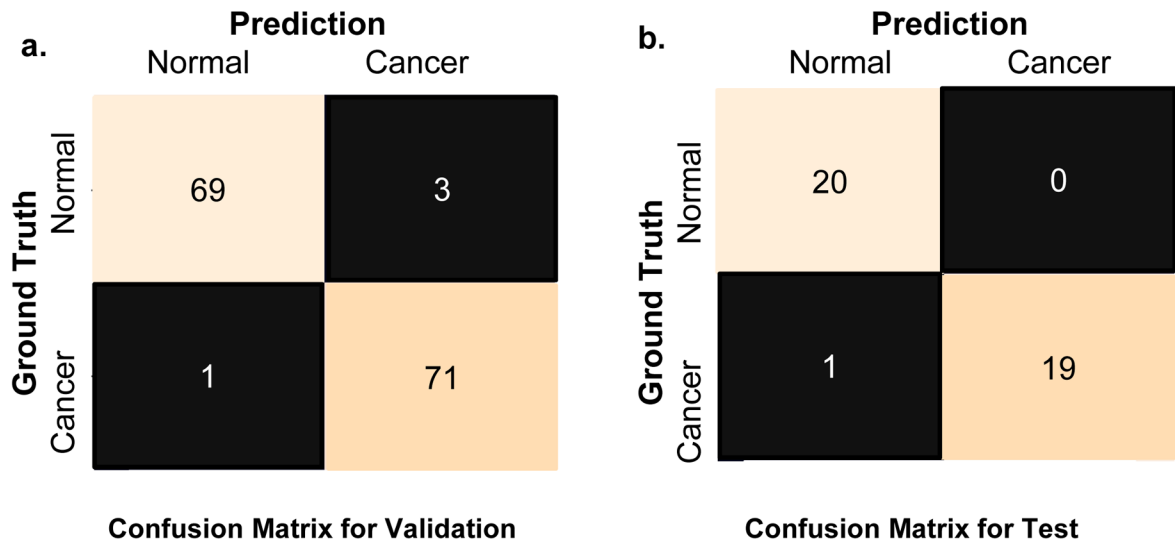 a.
Prediction
Normal Cancer
Ground Truth
Normal
Cancer
69 3
1 71
Confusion Matrix for Validation
b.
Prediction
Normal Cancer
Ground Truth
Normal
Cancer
20 0
1 19
Confusion Matrix for Test